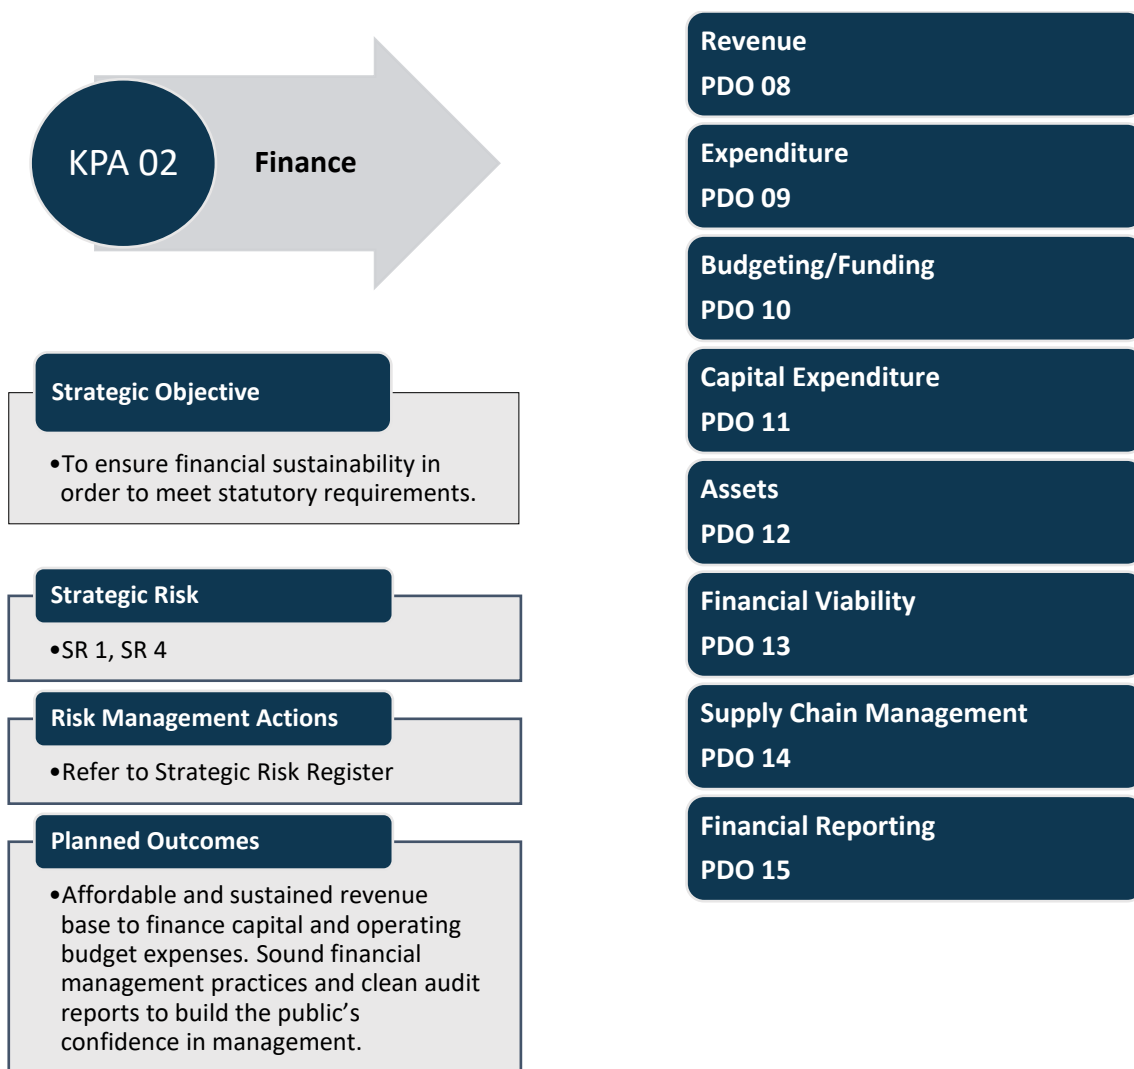 KPA 02
Finance
Strategic Objective
•To ensure financial sustainability in
order to meet statutory requirements.
Strategic Risk
•SR 1, SR 4
Risk Management Actions
•Refer to Strategic Risk Register
Planned Outcomes
•Affordable and sustained revenue
base to finance capital and operating
budget expenses. Sound financial
management practices and clean audit
reports to build the public’s
confidence in management.
Revenue
PDO 08
Expenditure
PDO 09
Budgeting/Funding
PDO 10
Capital Expenditure
PDO 11
Assets
PDO 12
Financial Viability
PDO 13
Supply Chain Management
PDO 14
Financial Reporting
PDO 15